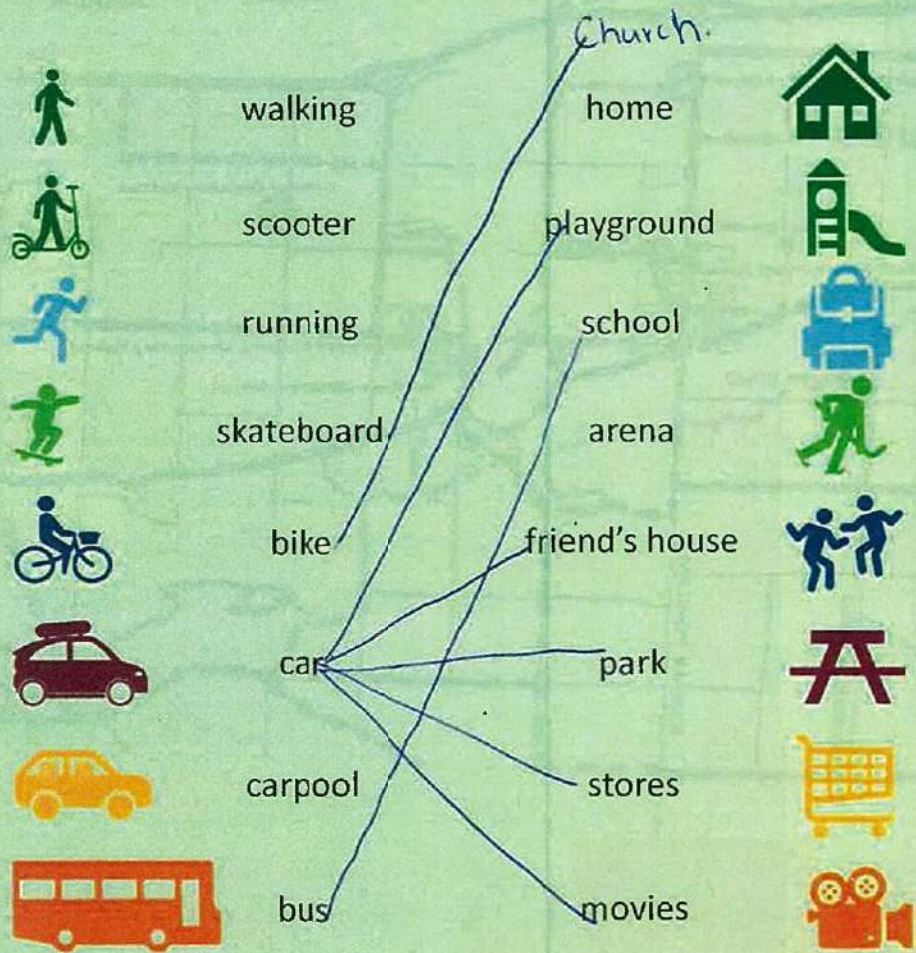 Church.
walking home
scooter playground
running school
skateboard arena
bike friend's house
car park
carpool stores
bus movies